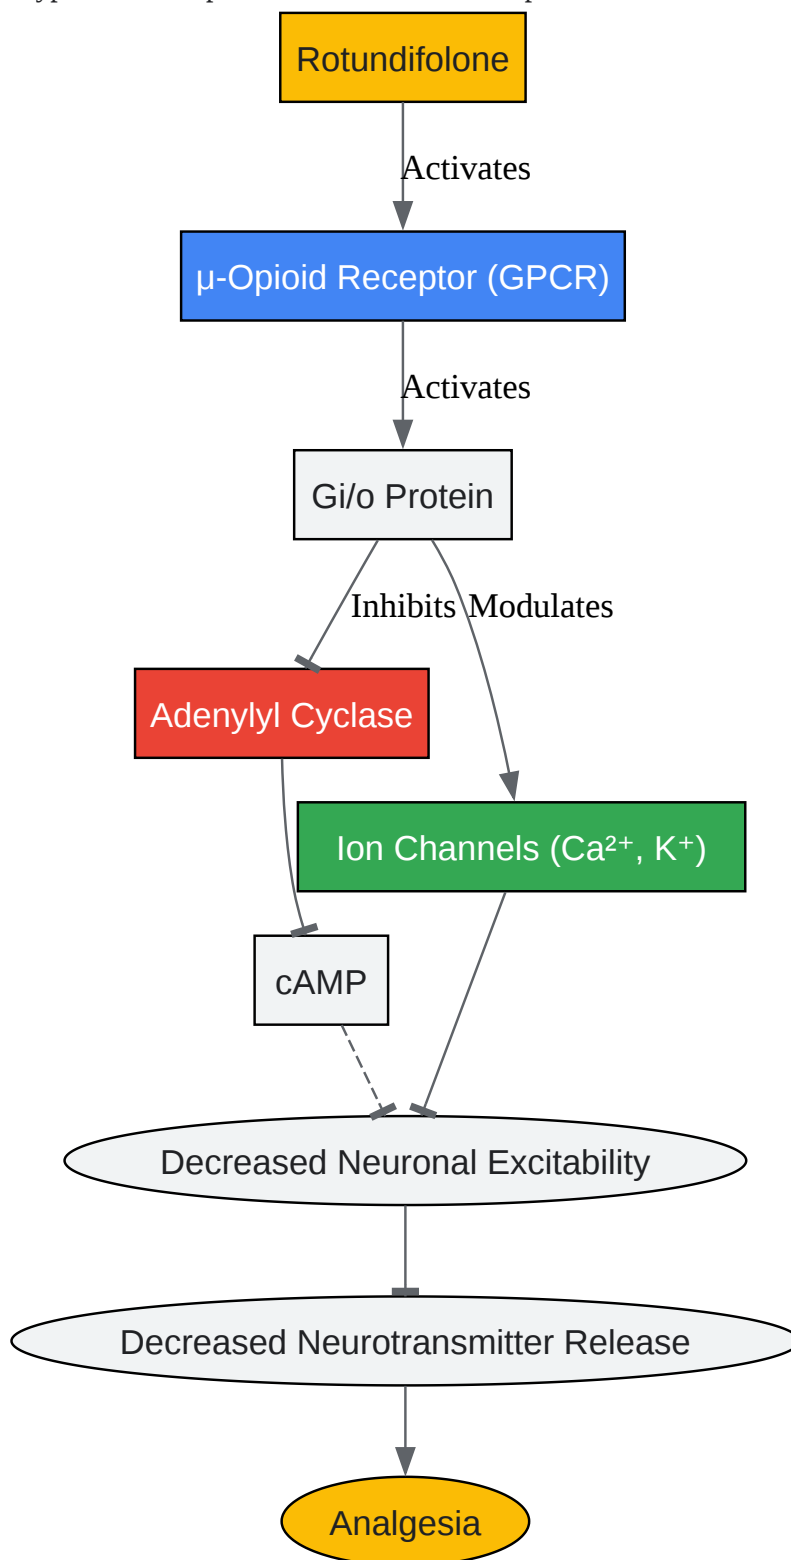 Rotundifolone
Activates
μ-Opioid Receptor (GPCR)
Activates
Gi/o Protein
Inhibits
Modulates
Adenylyl Cyclase
Ion Channels (Ca²⁺, K⁺)
cAMP
Decreased Neuronal Excitability
Decreased Neurotransmitter Release
Analgesia